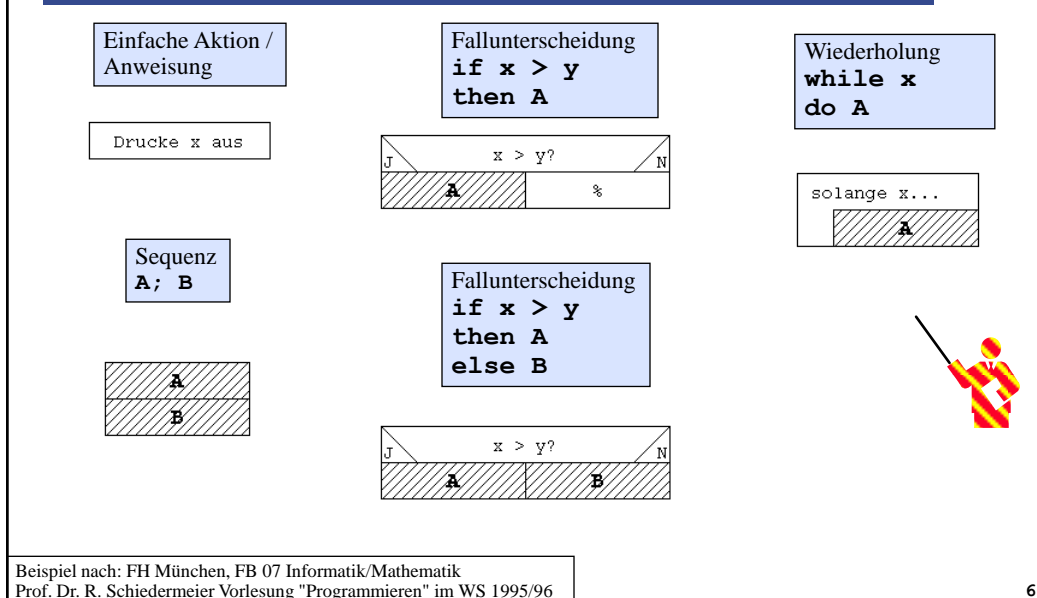 Einfache Aktion /
Anweisung
Drucke x aus
Sequenz
A; B
A
B
Fallunterscheidung
if x > y
then A
x > y?
J
N
A
%
Fallunterscheidung
if x > y
then A
else B
x > y?
J
N
A
B
Wiederholung
while x
do A
solange x...
A
Beispiel nach: FH München, FB 07 Informatik/Mathematik
Prof. Dr. R. Schiedermeier Vorlesung "Programmieren" im WS 1995/96
6